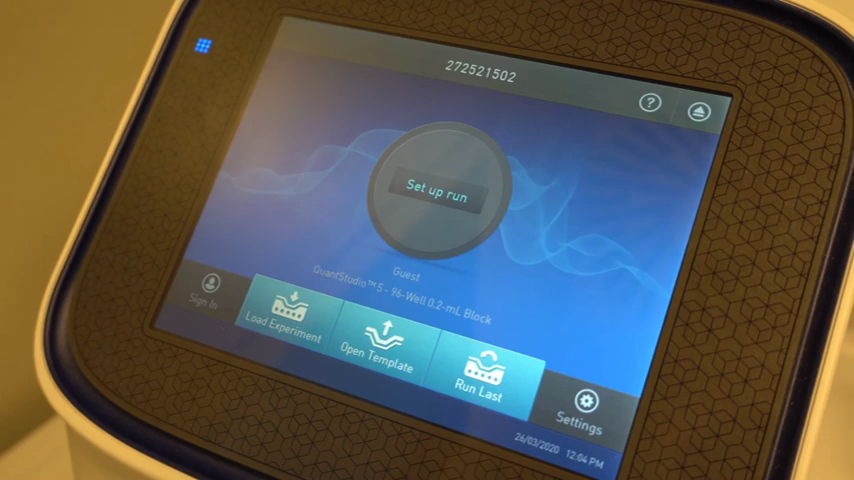 272521502
?
Set up run
Guest
QuantStudio™ 5 - 96-Well 0.2-mL Block
Sign In
Load Experiment
Open Template
Run Last
Settings
26/03/2020 12:04 PM